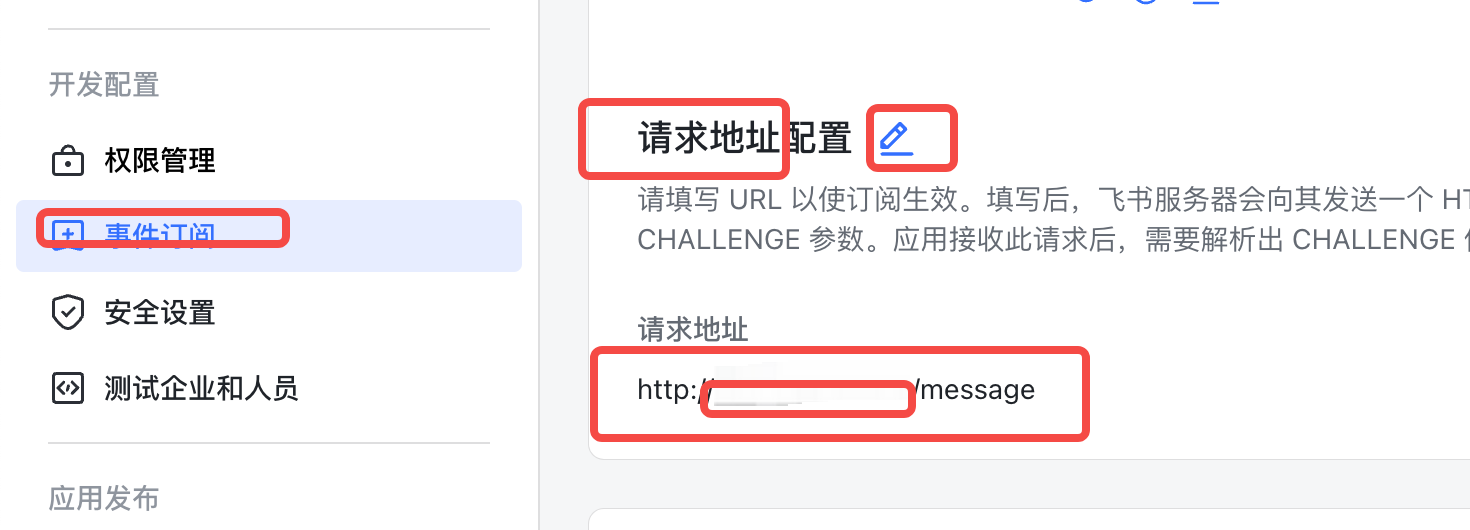 开发配置
权限管理
事件订阅
安全设置
测试企业和人员
应用发布
请求地址配置
请填写 URL 以使订阅生效。填写后，飞书服务器会向其发送一个 HT
CHALLENGE 参数。应用接收此请求后，需要解析出 CHALLENGE
请求地址
http:// /message